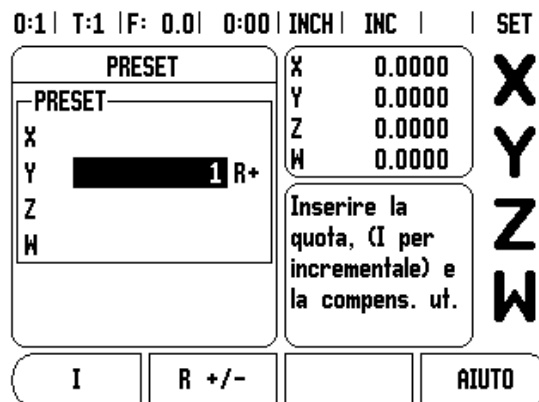 0:1 | T:1 | F: 0.0 | 0:00 | INCH | INC | | SET
PRESET
PRESET
X
Y 1 R+
Z
W
X 0.0000
Y 0.0000
Z 0.0000
W 0.0000
Inserire la
quota, (I per
incrementale) e
la compens. ut.
X
Y
Z
W
I
R +/-
AIUTO